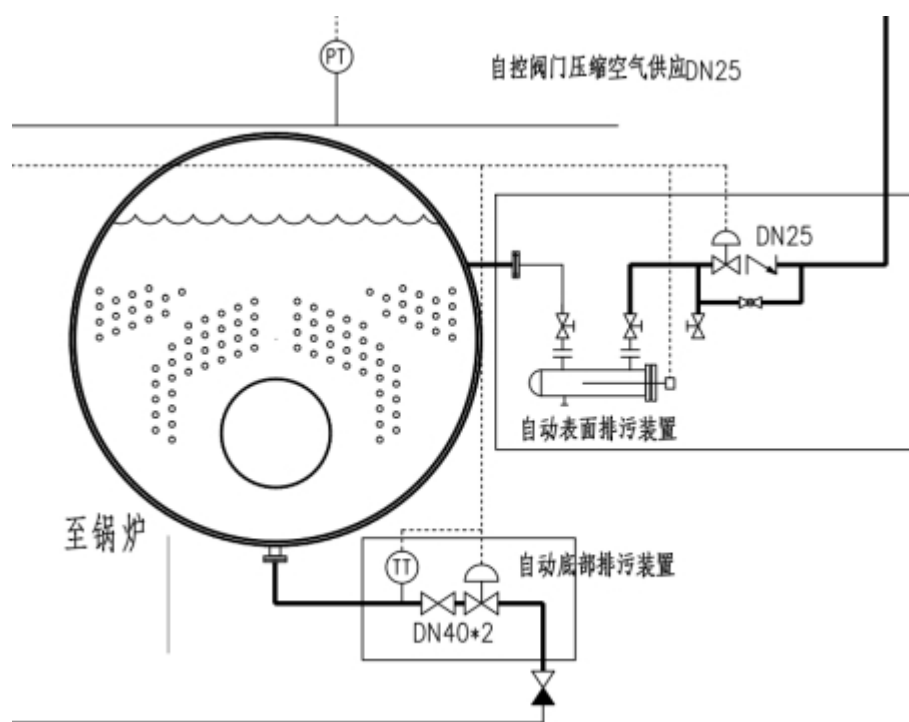 PT
自控阀门压缩空气供应DN25
DN25
自动表面排污装置
至锅炉
TT
自动底部排污装置
DN40*2